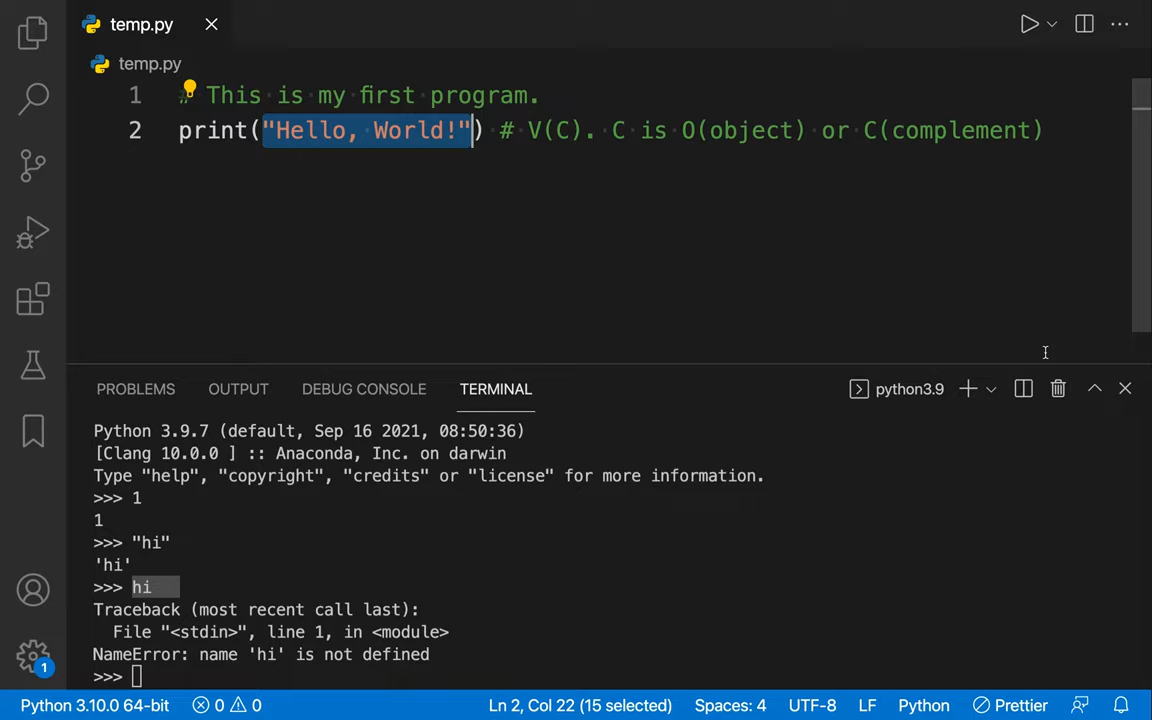 temp.py
temp.py
1 # This is my first program.
2 print("Hello, World!") # V(C). C is O(object) or C(complement)
PROBLEMS OUTPUT DEBUG CONSOLE TERMINAL python3.9
Python 3.9.7 (default, Sep 16 2021, 08:50:36)
[Clang 10.0.0 ] :: Anaconda, Inc. on darwin
Type "help", "copyright", "credits" or "license" for more information.
>>> 1
1
>>> "hi"
'hi'
>>> hi
Traceback (most recent call last):
  File "<stdin>", line 1, in <module>
NameError: name 'hi' is not defined
>>>
1
Python 3.10.0 64-bit 0 0 Ln 2, Col 22 (15 selected) Spaces: 4 UTF-8 LF Python Prettier